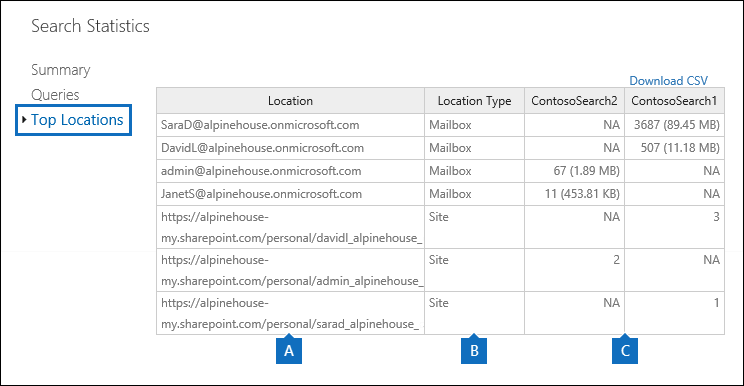 Search Statistics
Summary
Queries
Top Locations
Download CSV
Location Location Type ContosoSearch2 ContosoSearch1
SaraD@alpinehouse.onmicrosoft.com Mailbox NA 3687 (89.45 MB)
DavidL@alpinehouse.onmicrosoft.com Mailbox NA 507 (11.18 MB)
admin@alpinehouse.onmicrosoft.com Mailbox 67 (1.89 MB) NA
JanetS@alpinehouse.onmicrosoft.com Mailbox 11 (453.81 KB) NA
https://alpinehouse- Site NA 3
my.sharepoint.com/personal/davidl_alpinehouse_
https://alpinehouse- Site 2 NA
my.sharepoint.com/personal/admin_alpinehouse_
https://alpinehouse- Site NA 1
my.sharepoint.com/personal/sarad_alpinehouse_
A B C